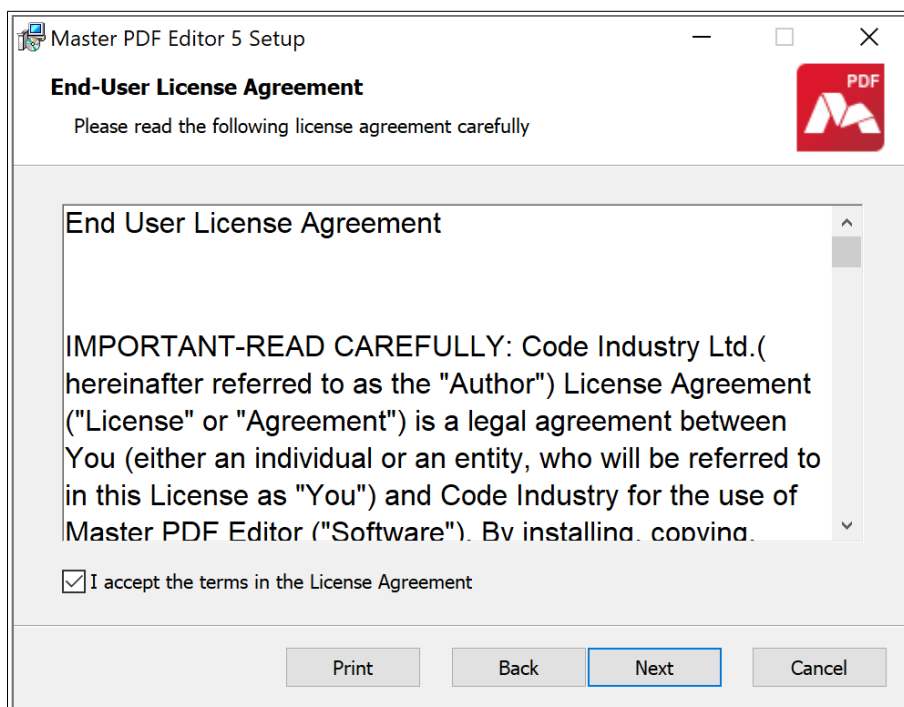 Master PDF Editor 5 Setup
End-User License Agreement
Please read the following license agreement carefully
PDF
End User License Agreement
IMPORTANT-READ CAREFULLY: Code Industry Ltd.(
hereinafter referred to as the "Author") License Agreement
("License" or "Agreement") is a legal agreement between
You (either an individual or an entity, who will be referred to
in this License as "You") and Code Industry for the use of
Master PDF Editor ("Software"). By installing, copying,
I accept the terms in the License Agreement
Print
Back
Next
Cancel